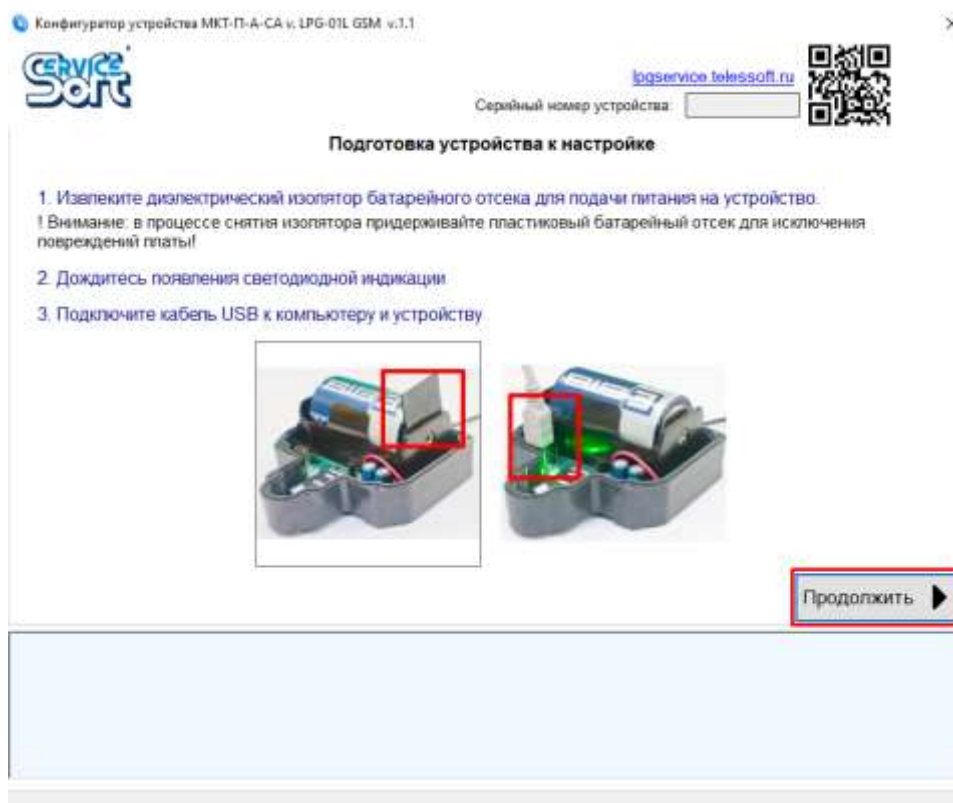 Конфигуратор устройства МКТ-П-А-СА v. LPG-01L GSM v.1.1
СЕРВИС
Софт
lpgservice.telessoft.ru
Серийный номер устройства:
Подготовка устройства к настройке
1. Извлеките диэлектрический изолятор батарейного отсека для подачи питания на устройство.
! Внимание: в процессе снятия изолятора придерживайте пластиковый батарейный отсек для исключения
повреждений платы!
2. Дождитесь появления светодиодной индикации
3. Подключите кабель USB к компьютеру и устройству
Продолжить